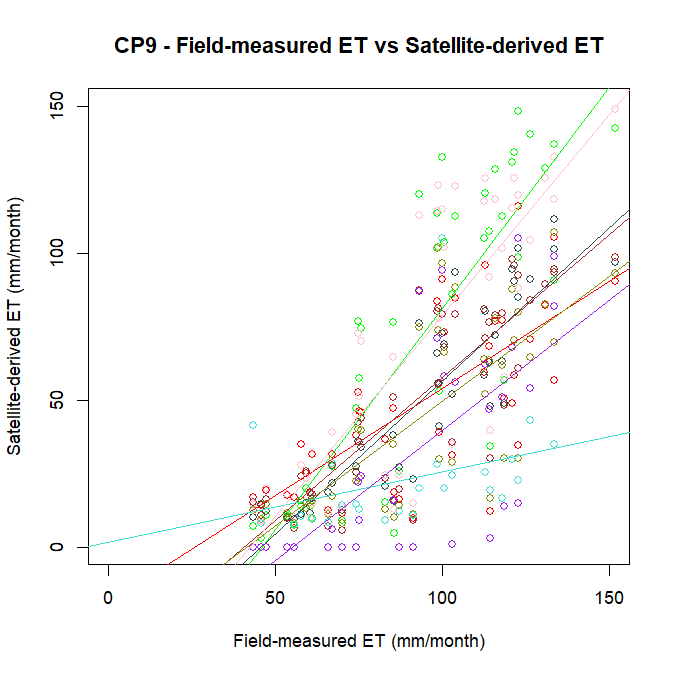 CP9 - Field-measured ET vs Satellite-derived ET
Satellite-derived ET (mm/month)
150
100
50
0
0 50 100 150
Field-measured ET (mm/month)